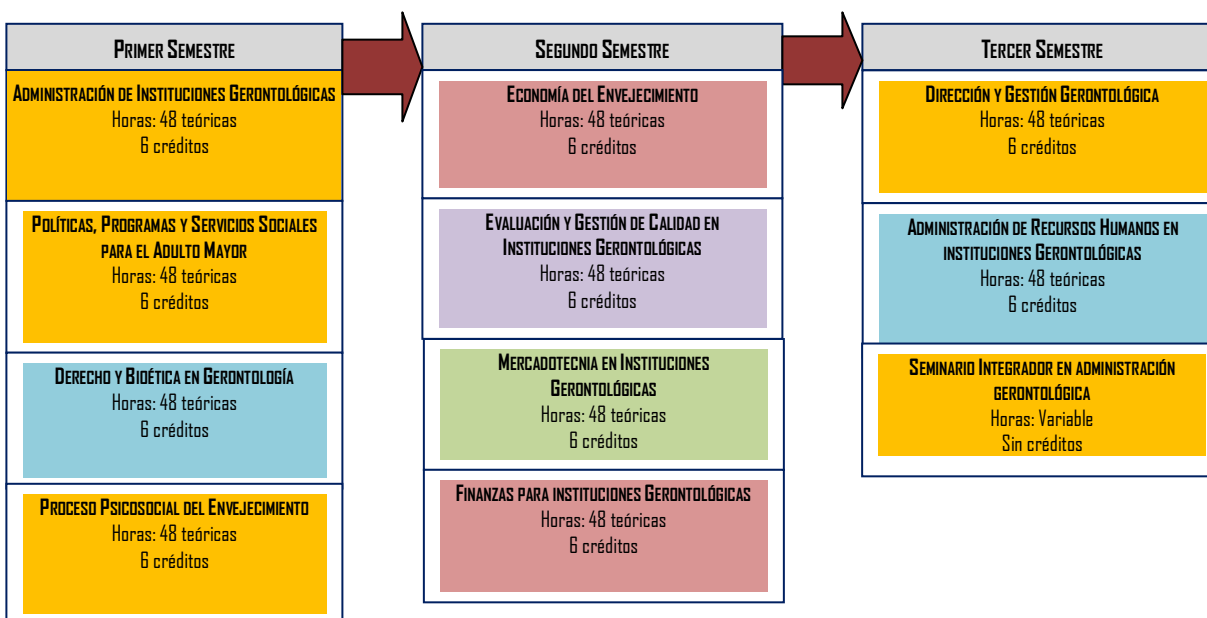 PRIMER SEMESTRE
ADMINISTRACIÓN DE INSTITUCIONES GERONTOLÓGICAS
Horas: 48 teóricas
6 créditos
POLÍTICAS, PROGRAMAS Y SERVICIOS SOCIALES
PARA EL ADULTO MAYOR
Horas: 48 teóricas
6 créditos
DERECHO Y BIOÉTICA EN GERONTOLOGÍA
Horas: 48 teóricas
6 créditos
PROCESO PSICOSOCIAL DEL ENVEJECIMIENTO
Horas: 48 teóricas
6 créditos
SEGUNDO SEMESTRE
ECONOMÍA DEL ENVEJECIMIENTO
Horas: 48 teóricas
6 créditos
EVALUACIÓN Y GESTIÓN DE CALIDAD EN
INSTITUCIONES GERONTOLÓGICAS
Horas: 48 teóricas
6 créditos
MERCADOTECNIA EN INSTITUCIONES
GERONTOLÓGICAS
Horas: 48 teóricas
6 créditos
FINANZAS PARA INSTITUCIONES GERONTOLÓGICAS
Horas: 48 teóricas
6 créditos
TERCER SEMESTRE
DIRECCIÓN Y GESTIÓN GERONTOLÓGICA
Horas: 48 teóricas
6 créditos
ADMINISTRACIÓN DE RECURSOS HUMANOS EN
INSTITUCIONES GERONTOLÓGICAS
Horas: 48 teóricas
6 créditos
SEMINARIO INTEGRADOR EN ADMINISTRACIÓN
GERONTOLÓGICA
Horas: Variable
Sin créditos